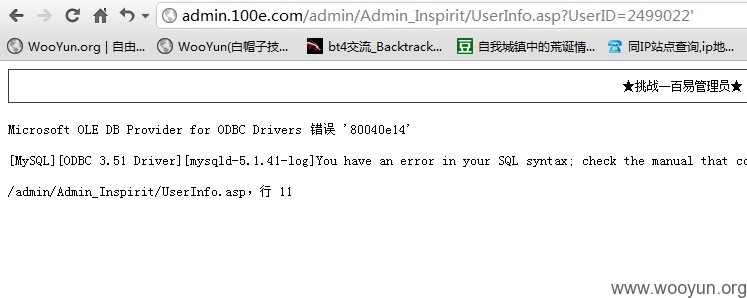 admin.100e.com/admin/Admin_Inspirit/UserInfo.asp?UserID=2499022'
WooYun.org | 自由... WooYun(白帽子技... bt4交流_Backtrack... 自我城镇中的荒诞情... 同IP站点查询,ip地...
★挑战一百易管理员★
Microsoft OLE DB Provider for ODBC Drivers 错误 '80040e14'
[MySQL][ODBC 3.51 Driver][mysqld-5.1.41-log]You have an error in your SQL syntax; check the manual that co
/admin/Admin_Inspirit/UserInfo.asp，行 11
www.wooyun.org